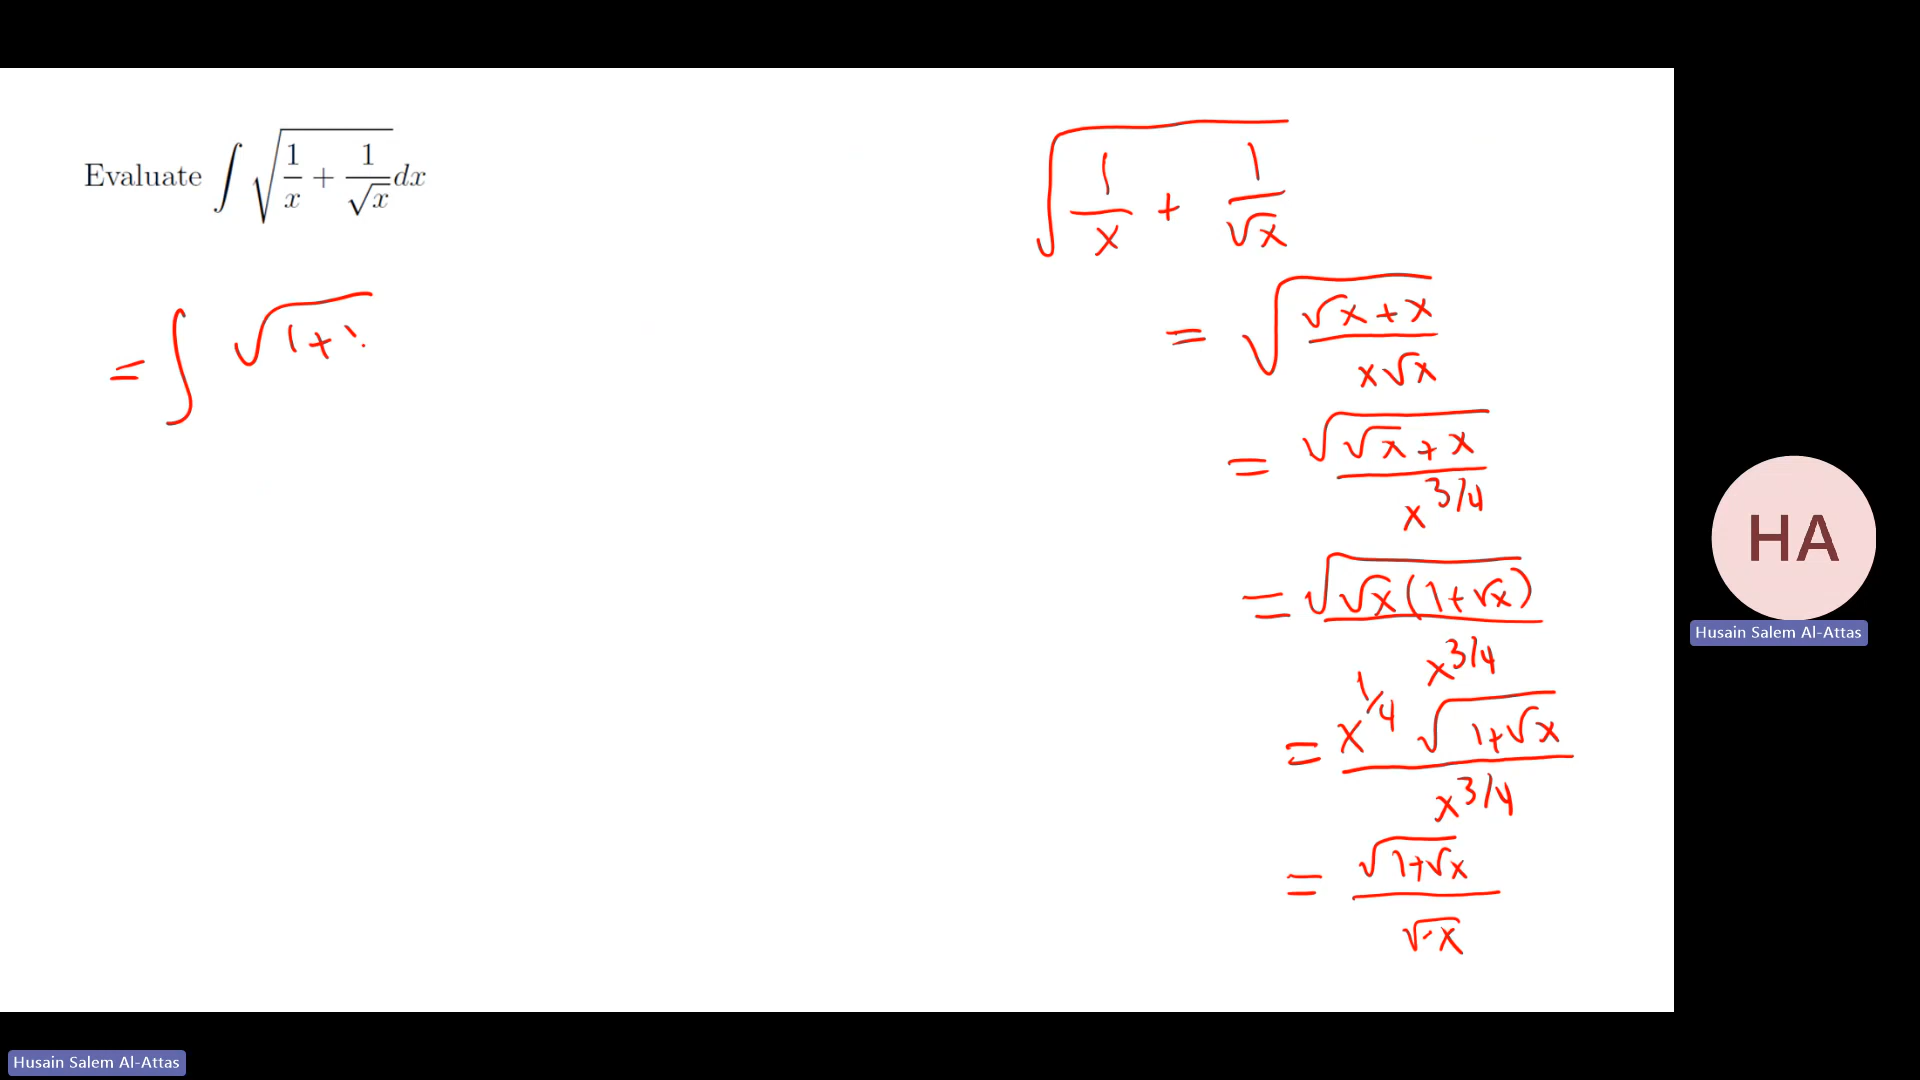 Evaluate ∫ √(1/x + 1/√x) dx
= ∫ √(1+
√(1/x + 1/√x)
= √((√x + x)/(x√x))
= √(√x + x) / x^(3/4)
= √(√x(1+√x)) / x^(3/4)
= x^(1/4) √(1+√x) / x^(3/4)
= √(1+√x) / √x
HA
Husain Salem Al-Attas
Husain Salem Al-Attas